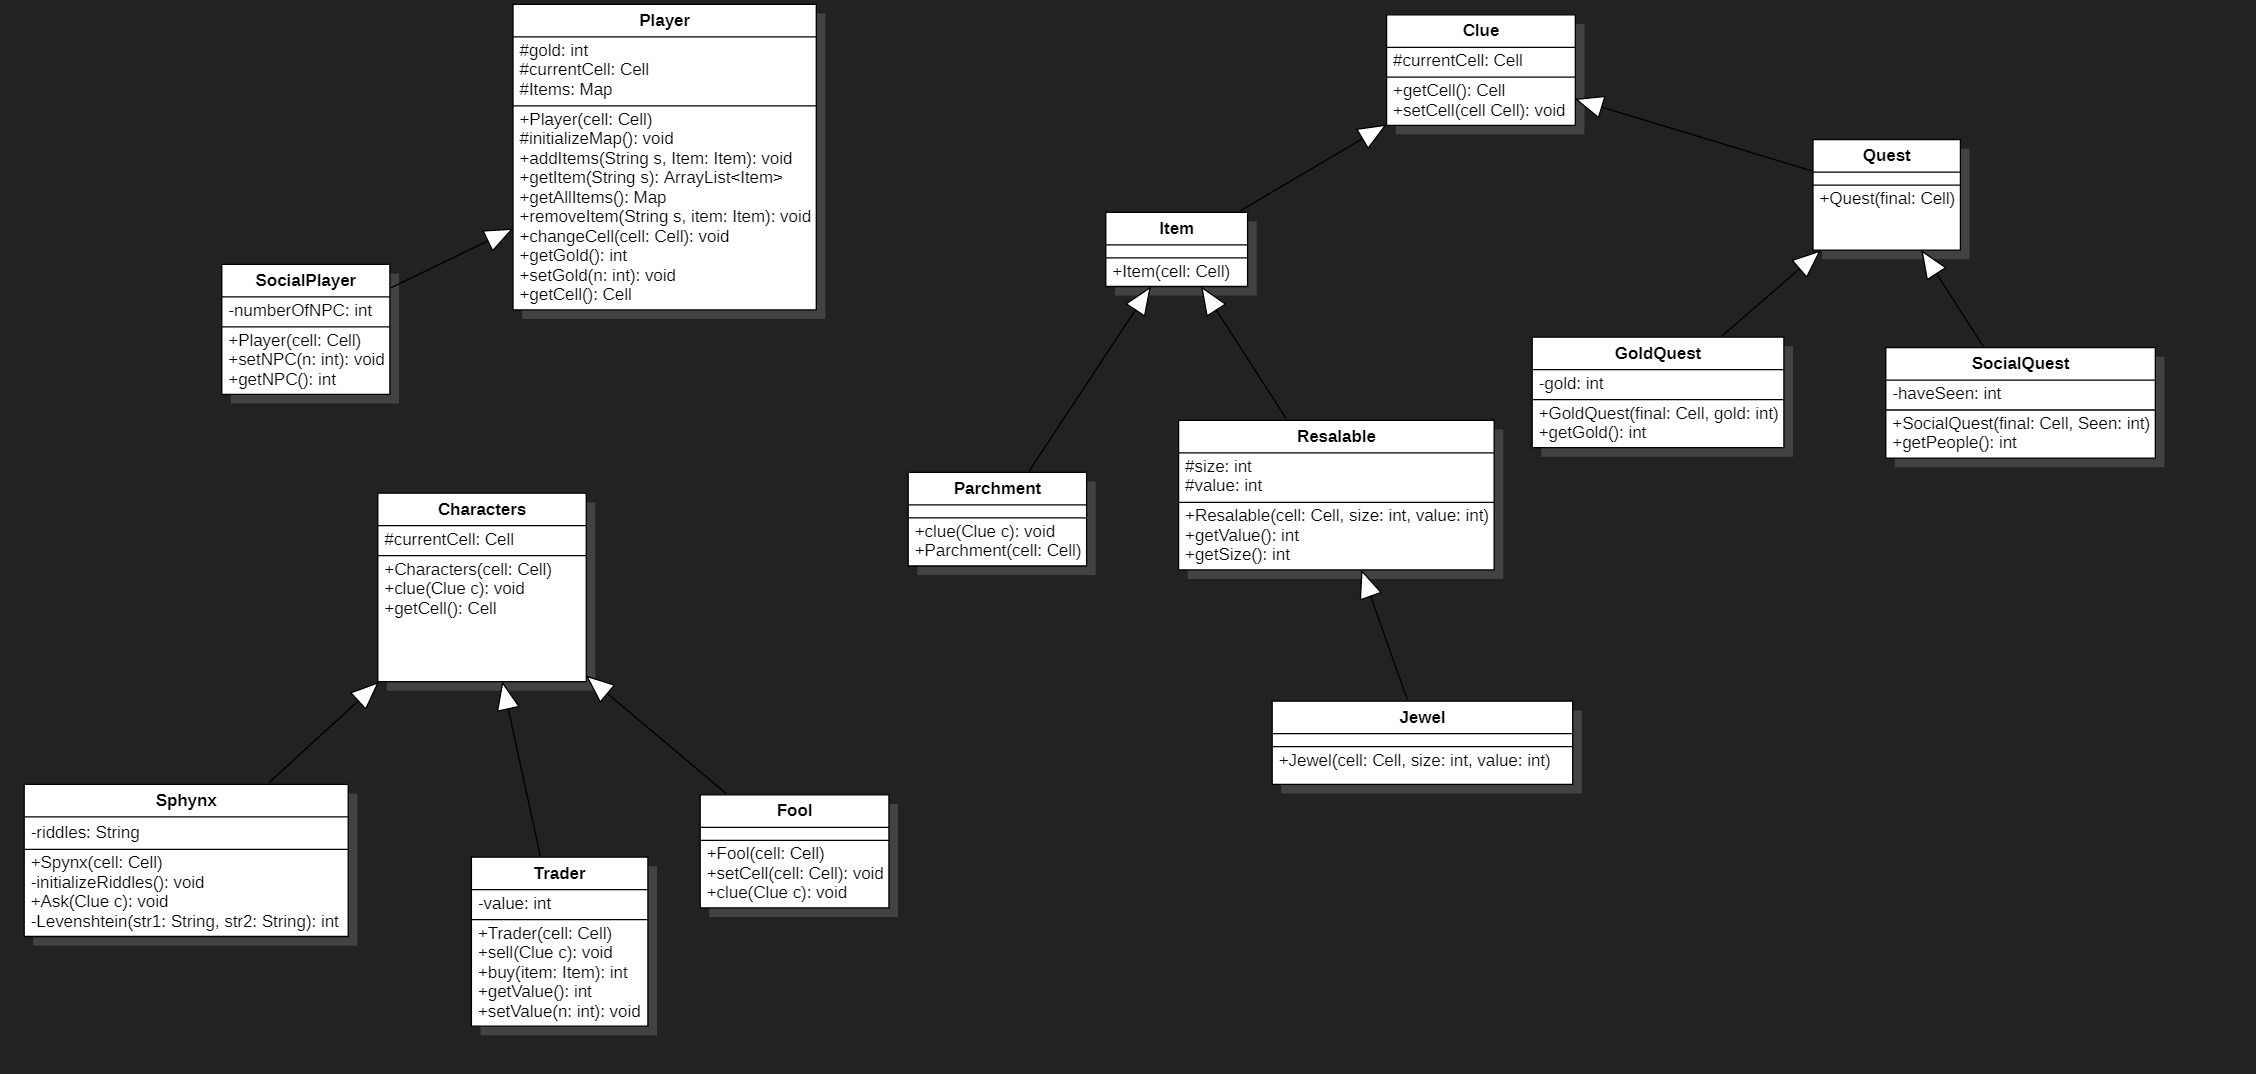 Player
#gold: int
#currentCell: Cell
#Items: Map
+Player(cell: Cell)
#initializeMap(): void
+addItems(String s, Item: Item): void
+getItem(String s): ArrayList<Item>
+getAllItems(): Map
+removeItem(String s, item: Item): void
+changeCell(cell: Cell): void
+getGold(): int
+setGold(n: int): void
+getCell(): Cell
SocialPlayer
-numberOfNPC: int
+Player(cell: Cell)
+setNPC(n: int): void
+getNPC(): int
Clue
#currentCell: Cell
+getCell(): Cell
+setCell(cell Cell): void
Quest
+Quest(final: Cell)
Item
+Item(cell: Cell)
GoldQuest
-gold: int
+GoldQuest(final: Cell, gold: int)
+getGold(): int
SocialQuest
-haveSeen: int
+SocialQuest(final: Cell, Seen: int)
+getPeople(): int
Parchment
+clue(Clue c): void
+Parchment(cell: Cell)
Resalable
#size: int
#value: int
+Resalable(cell: Cell, size: int, value: int)
+getValue(): int
+getSize(): int
Jewel
+Jewel(cell: Cell, size: int, value: int)
Characters
#currentCell: Cell
+Characters(cell: Cell)
+clue(Clue c): void
+getCell(): Cell
Sphynx
-riddles: String
+Spynx(cell: Cell)
-initializeRiddles(): void
+Ask(Clue c): void
-Levenshtein(str1: String, str2: String): int
Trader
-value: int
+Trader(cell: Cell)
+sell(Clue c): void
+buy(item: Item): int
+getValue(): int
+setValue(n: int): void
Fool
+Fool(cell: Cell)
+setCell(cell: Cell): void
+clue(Clue c): void